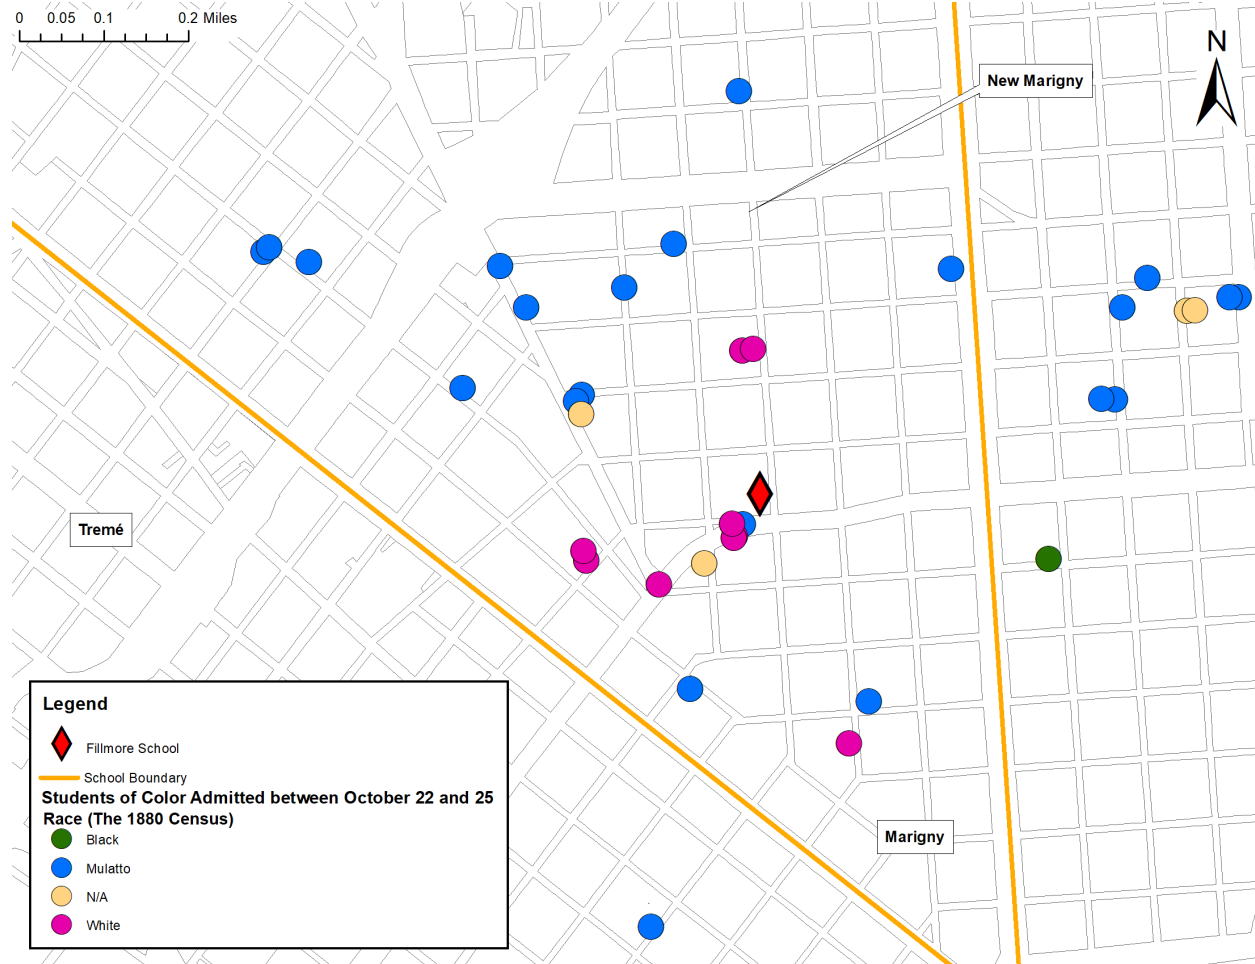 0 0.05 0.1 0.2 Miles
N
New Marigny
Tremé
Marigny
Legend
Fillmore School
School Boundary
Students of Color Admitted between October 22 and 25
Race (The 1880 Census)
Black
Mulatto
N/A
White